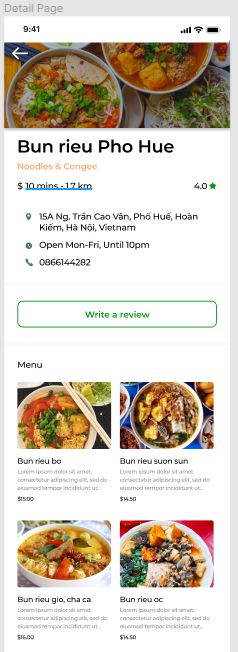 Detail Page
9:41
Bun rieu Pho Hue
Noodles & Congee
$ 10 mins - 1.7 km
4.0
15A Ng. Trần Cao Vân, Phố Huế, Hoàn
Kiếm, Hà Nội, Vietnam
Open Mon-Fri, Until 10pm
0866144282
Write a review
Menu
Bun rieu bo
Lorem ipsum dolor sit amet,
consectetur adipiscing elit, sed do
eiusmod tempor incididunt ut...
$15.00
Bun rieu suon sun
Lorem ipsum dolor sit amet,
consectetur adipiscing elit, sed do
eiusmod tempor incididunt ut...
$14.50
Bun rieu gio, cha ca
Lorem ipsum dolor sit amet,
consectetur adipiscing elit, sed do
eiusmod tempor incididunt ut...
$16.00
Bun rieu oc
Lorem ipsum dolor sit amet,
consectetur adipiscing elit, sed do
eiusmod tempor incididunt ut...
$14.50